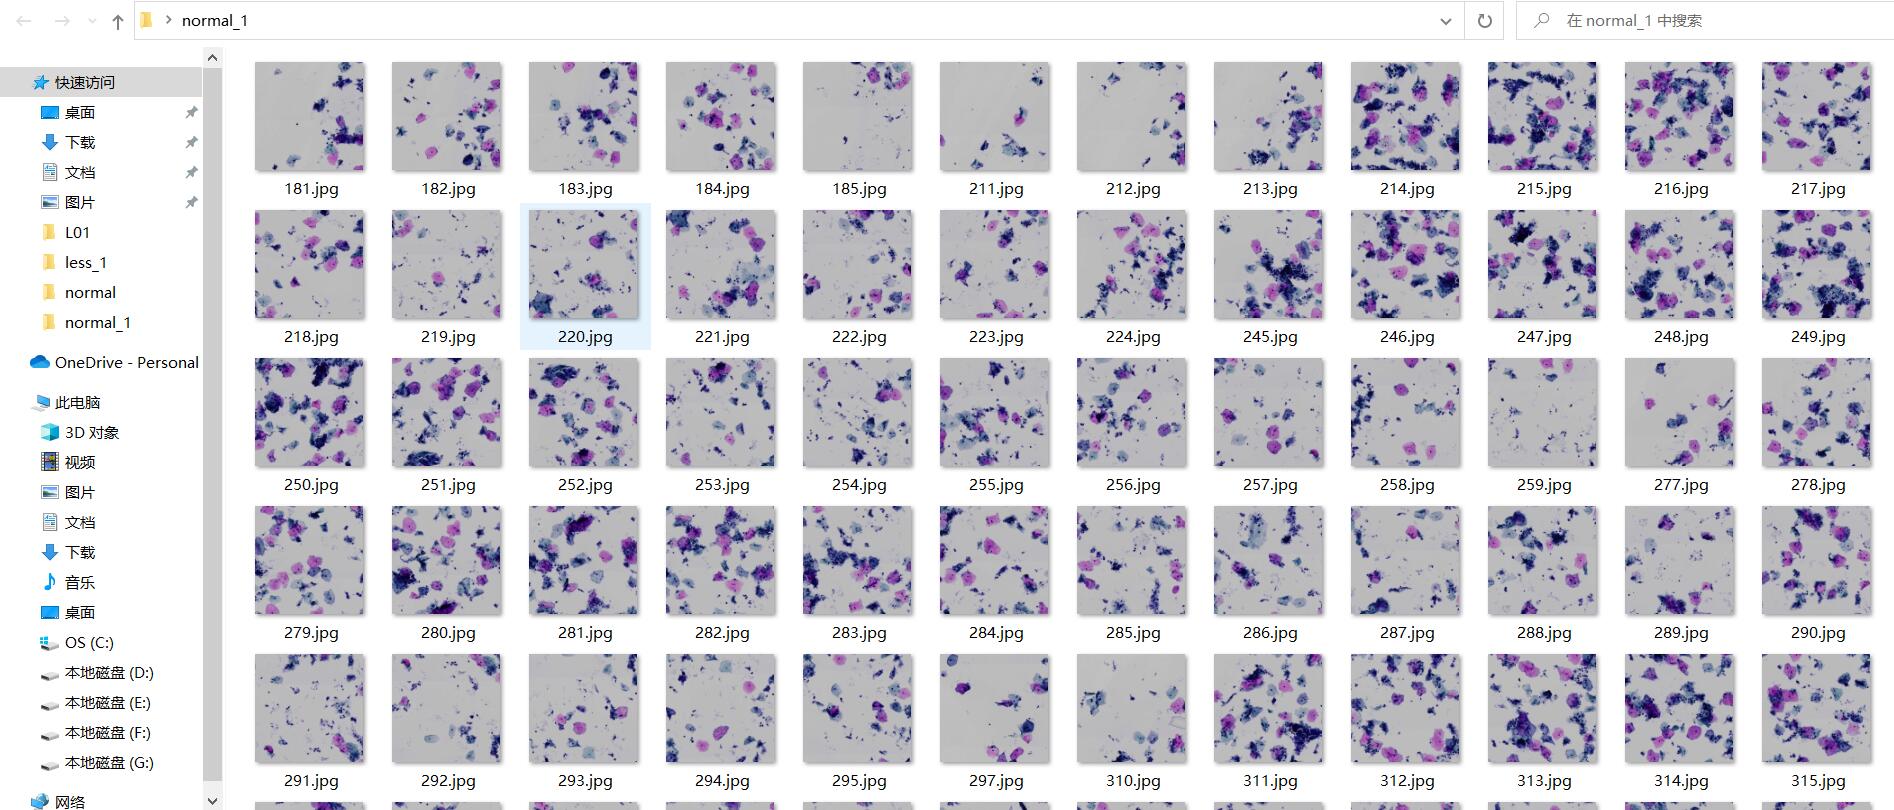 normal_1
在 normal_1 中搜索
快速访问
桌面
下载
文档
图片
L01
less_1
normal
normal_1
OneDrive - Personal
此电脑
3D 对象
视频
图片
文档
下载
音乐
桌面
OS (C:)
本地磁盘 (D:)
本地磁盘 (E:)
本地磁盘 (F:)
本地磁盘 (G:)
网络
181.jpg 182.jpg 183.jpg 184.jpg 185.jpg 211.jpg 212.jpg 213.jpg 214.jpg 215.jpg 216.jpg 217.jpg
218.jpg 219.jpg 220.jpg 221.jpg 222.jpg 223.jpg 224.jpg 245.jpg 246.jpg 247.jpg 248.jpg 249.jpg
250.jpg 251.jpg 252.jpg 253.jpg 254.jpg 255.jpg 256.jpg 257.jpg 258.jpg 259.jpg 277.jpg 278.jpg
279.jpg 280.jpg 281.jpg 282.jpg 283.jpg 284.jpg 285.jpg 286.jpg 287.jpg 288.jpg 289.jpg 290.jpg
291.jpg 292.jpg 293.jpg 294.jpg 295.jpg 297.jpg 310.jpg 311.jpg 312.jpg 313.jpg 314.jpg 315.jpg